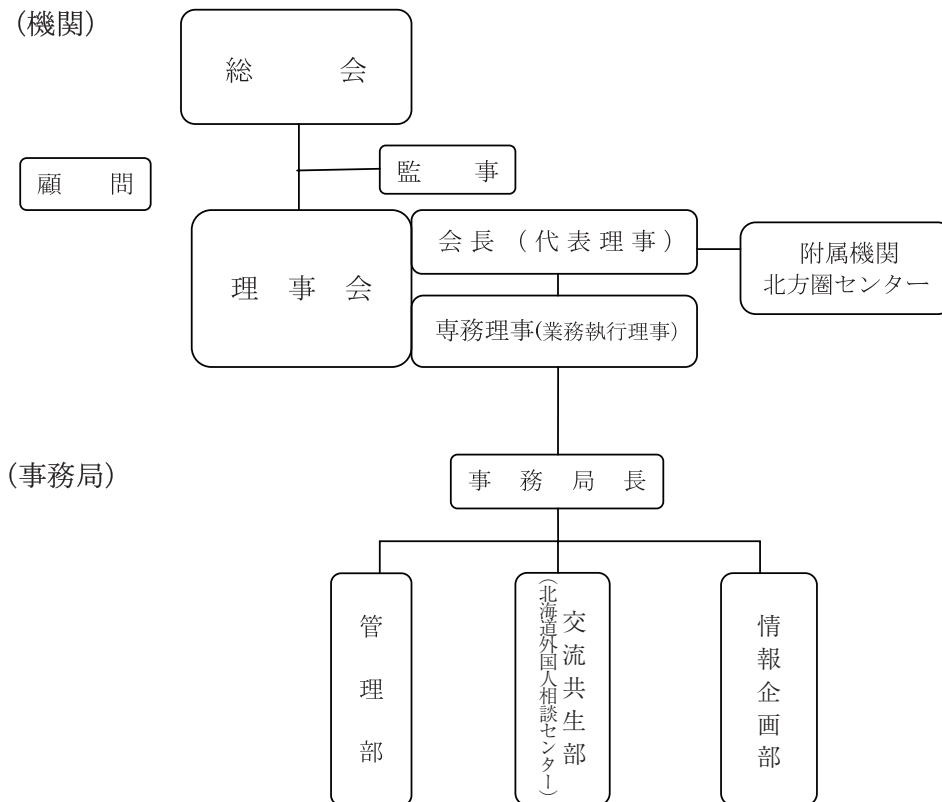 (機関)
総 会
監 事
顧 問
理 事 会
会 長 ( 代 表 理 事 )
附属機関
北方圏センター
専務理事(業務執行理事)
(事務局)
事 務 局 長
管理部
交流共生部
(北海道外国人相談センター)
情報企画部